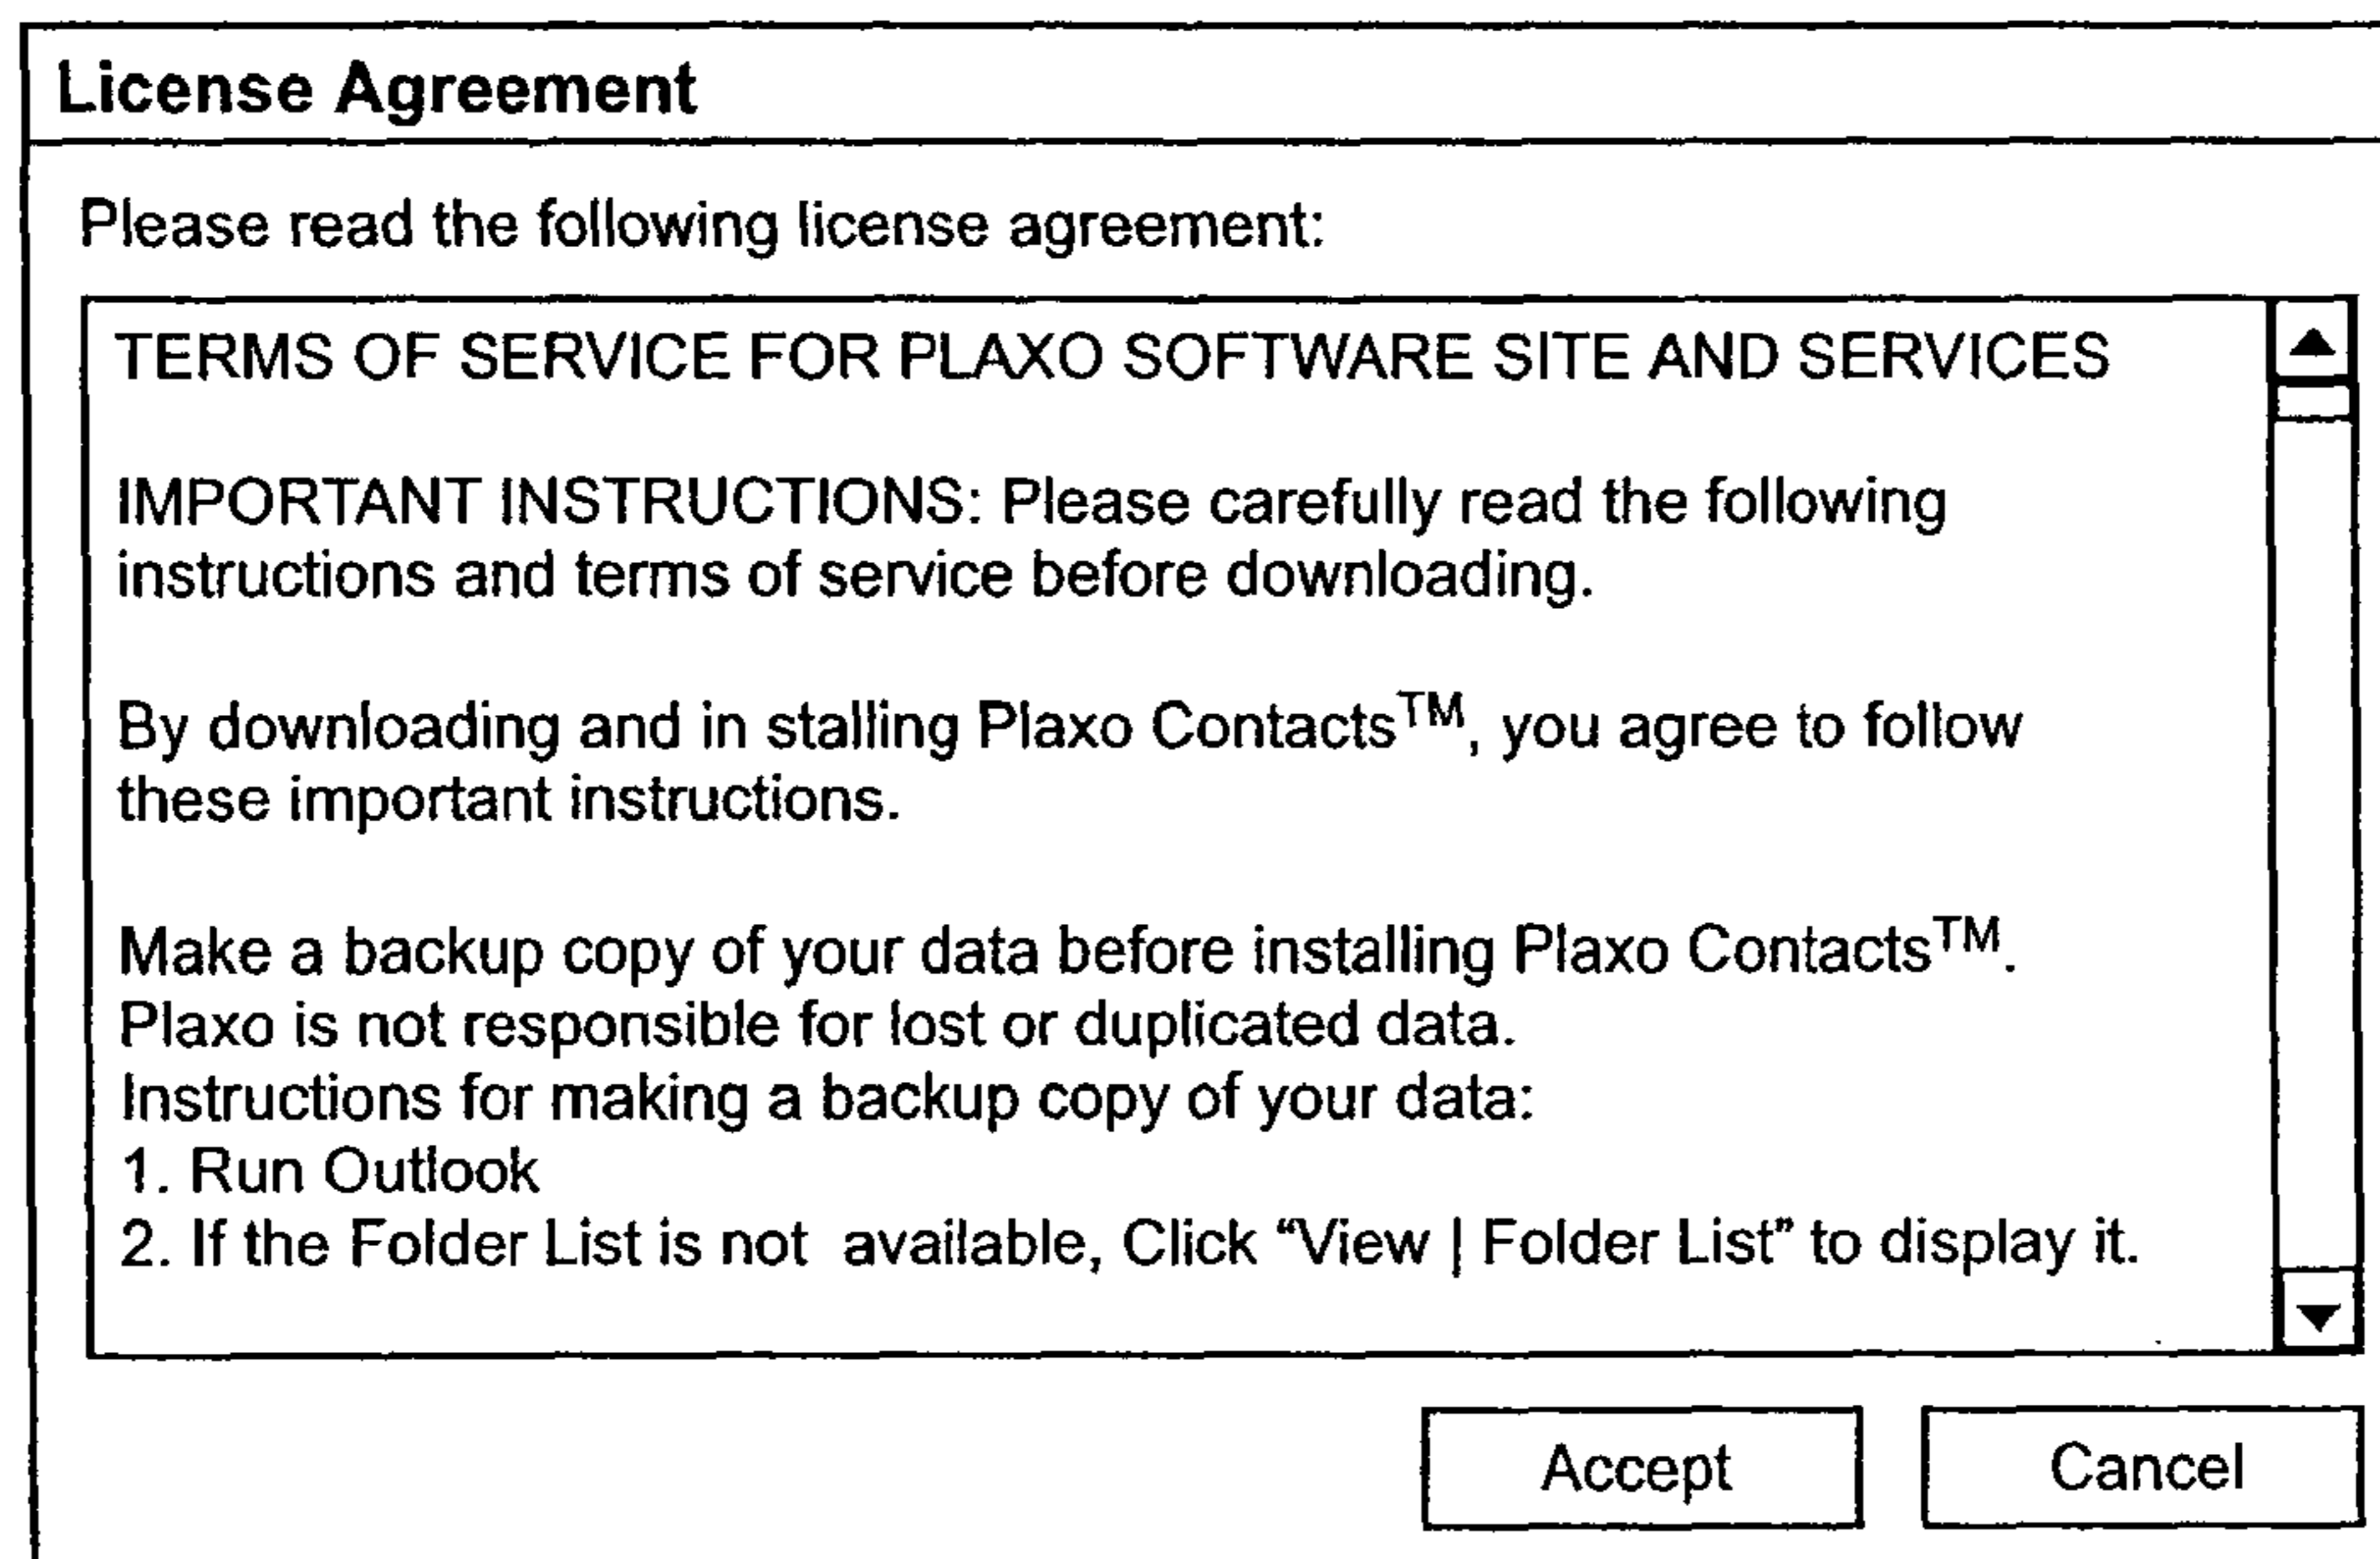 License Agreement
Please read the following license agreement:
TERMS OF SERVICE FOR PLAXO SOFTWARE SITE AND SERVICES
IMPORTANT INSTRUCTIONS: Please carefully read the following
instructions and terms of service before downloading.
By downloading and in stalling Plaxo Contacts™, you agree to follow
these important instructions.
Make a backup copy of your data before installing Plaxo Contacts™.
Plaxo is not responsible for lost or duplicated data.
Instructions for making a backup copy of your data:
1. Run Outlook
2. If the Folder List is not  available, Click “View | Folder List” to display it.
Accept
Cancel